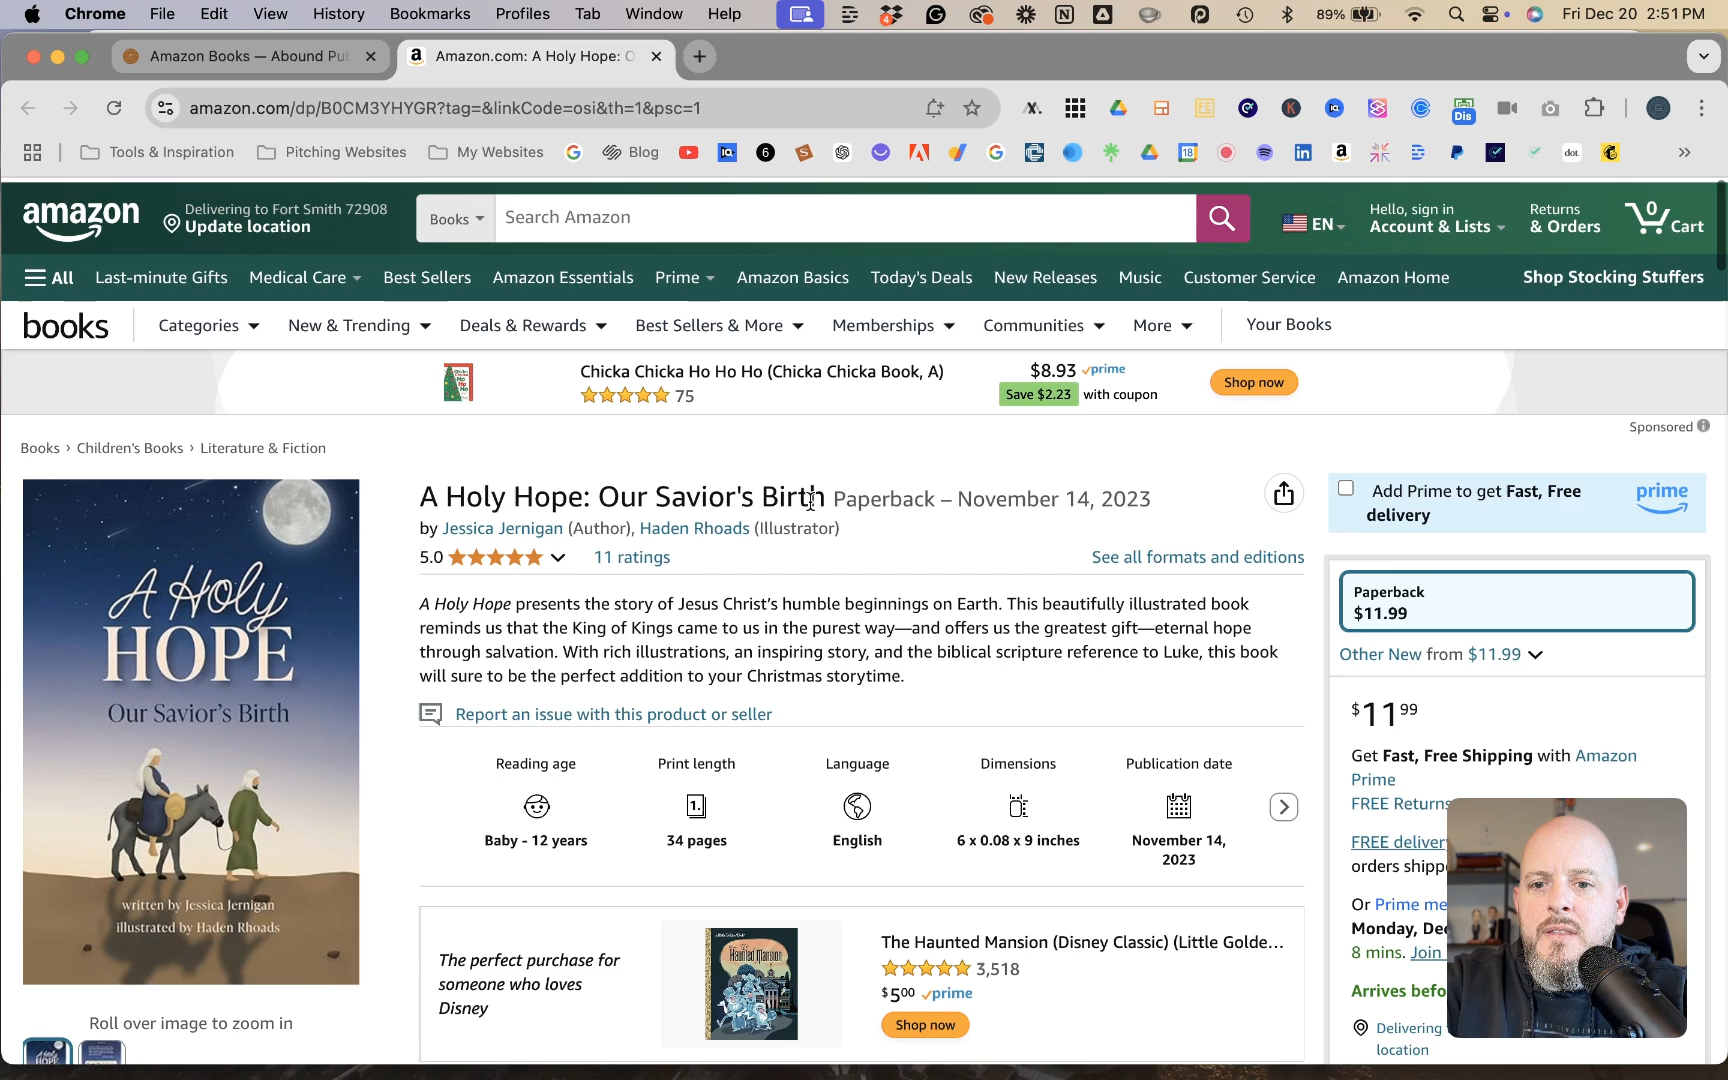 Chrome File Edit View History Bookmarks Profiles Tab Window Help 4 89% Fri Dec 20 2:51 PM
Amazon Books — Abound Pu
Amazon.com: A Holy Hope: O
amazon.com/dp/B0CM3YHYGR?tag=&linkCode=osi&th=1&psc=1
Dis
Tools & Inspiration Pitching Websites My Websites Blog
amazon
Delivering to Fort Smith 72908
Update location
Books
Search Amazon
EN
Hello, sign in
Account & Lists
Returns
& Orders
0
Cart
All Last-minute Gifts Medical Care Best Sellers Amazon Essentials Prime Amazon Basics Today's Deals New Releases Music Customer Service Amazon Home Shop Stocking Stuffers
books Categories New & Trending Deals & Rewards Best Sellers & More Memberships Communities More Your Books
Chicka Chicka Ho Ho Ho (Chicka Chicka Book, A)
75
$8.93 prime
Save $2.23 with coupon
Shop now
Sponsored
Books › Children's Books › Literature & Fiction
A Holy
HOPE
Our Savior's Birth
written by Jessica Jernigan
illustrated by Haden Rhoads
Roll over image to zoom in
A Holy Hope: Our Savior's Birth Paperback – November 14, 2023
by Jessica Jernigan (Author), Haden Rhoads (Illustrator)
5.0 11 ratings
See all formats and editions
A Holy Hope presents the story of Jesus Christ’s humble beginnings on Earth. This beautifully illustrated book
reminds us that the King of Kings came to us in the purest way—and offers us the greatest gift—eternal hope
through salvation. With rich illustrations, an inspiring story, and the biblical scripture reference to Luke, this book
will sure to be the perfect addition to your Christmas storytime.
Report an issue with this product or seller
Reading age
Baby - 12 years
Print length
34 pages
Language
English
Dimensions
6 x 0.08 x 9 inches
Publication date
November 14,
2023
The perfect purchase for
someone who loves
Disney
The Haunted Mansion (Disney Classic) (Little Golde...
3,518
$5.00 prime
Shop now
Add Prime to get Fast, Free
delivery
prime
Paperback
$11.99
Other New from $11.99
$11.99
Get Fast, Free Shipping with Amazon
Prime
FREE Returns
FREE deliver
orders shipp
Or Prime me
Monday, De
8 mins. Join
Arrives befo
Delivering
location